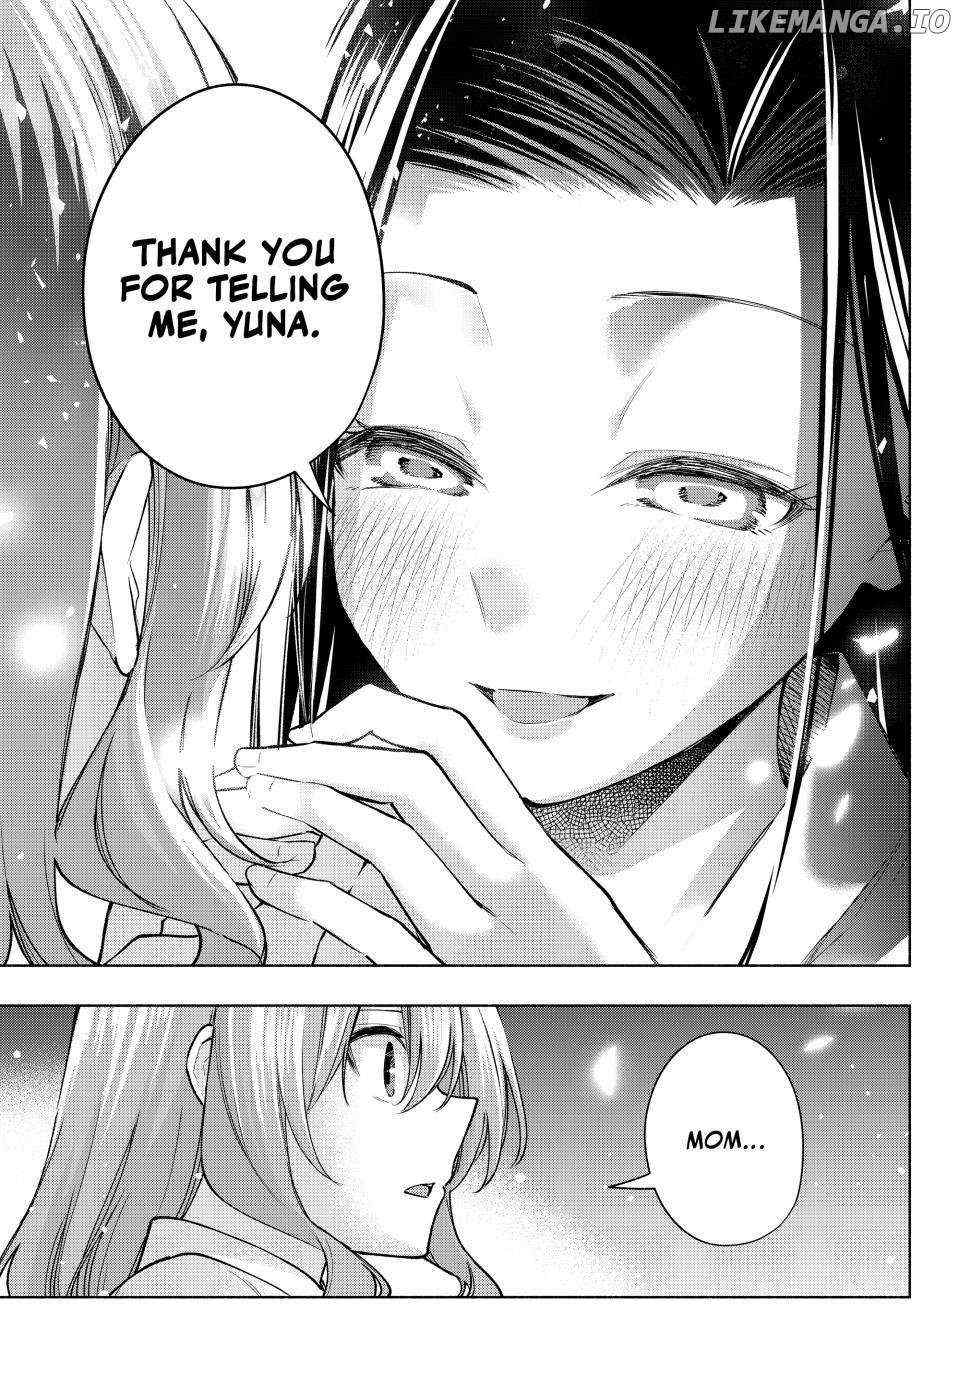 LIKEMANGA.IO
THANK YOU
FOR TELLING
ME, YUNA.
MOM...